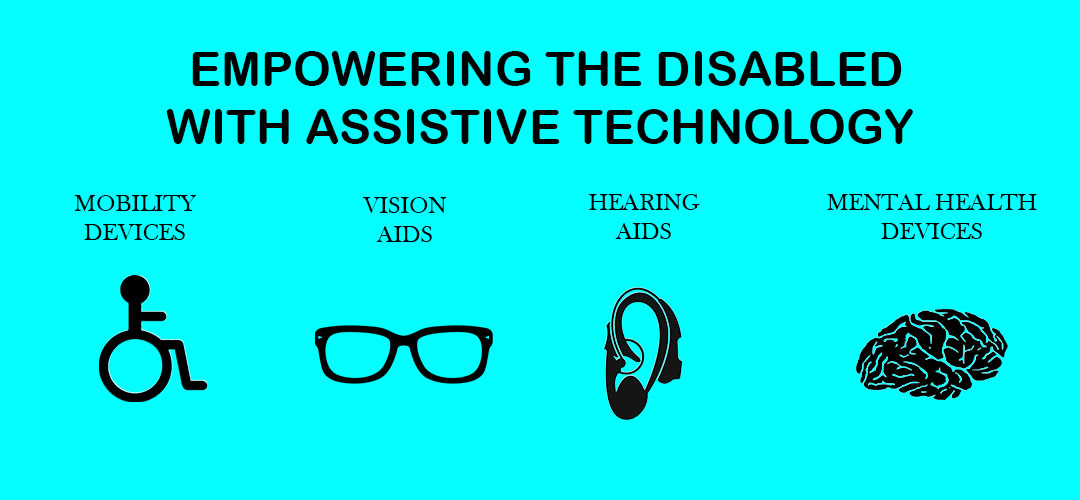 EMPOWERING THE DISABLED
WITH ASSISTIVE TECHNOLOGY
MOBILITY
DEVICES
VISION
AIDS
HEARING
AIDS
MENTAL HEALTH
DEVICES